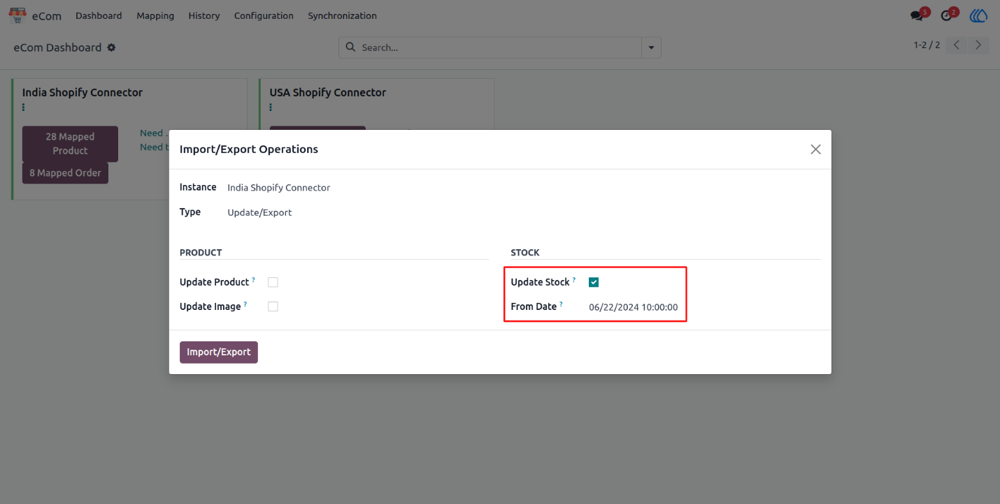 eCom Dashboard Mapping History Configuration Synchronization 5 2
eCom Dashboard Search... 1-2 / 2
India Shopify Connector USA Shopify Connector
28 Mapped Product
8 Mapped Order
Need
Need
Import/Export Operations
Instance India Shopify Connector
Type Update/Export
PRODUCT
Update Product ?
Update Image ?
STOCK
Update Stock ?
From Date ? 06/22/2024 10:00:00
Import/Export